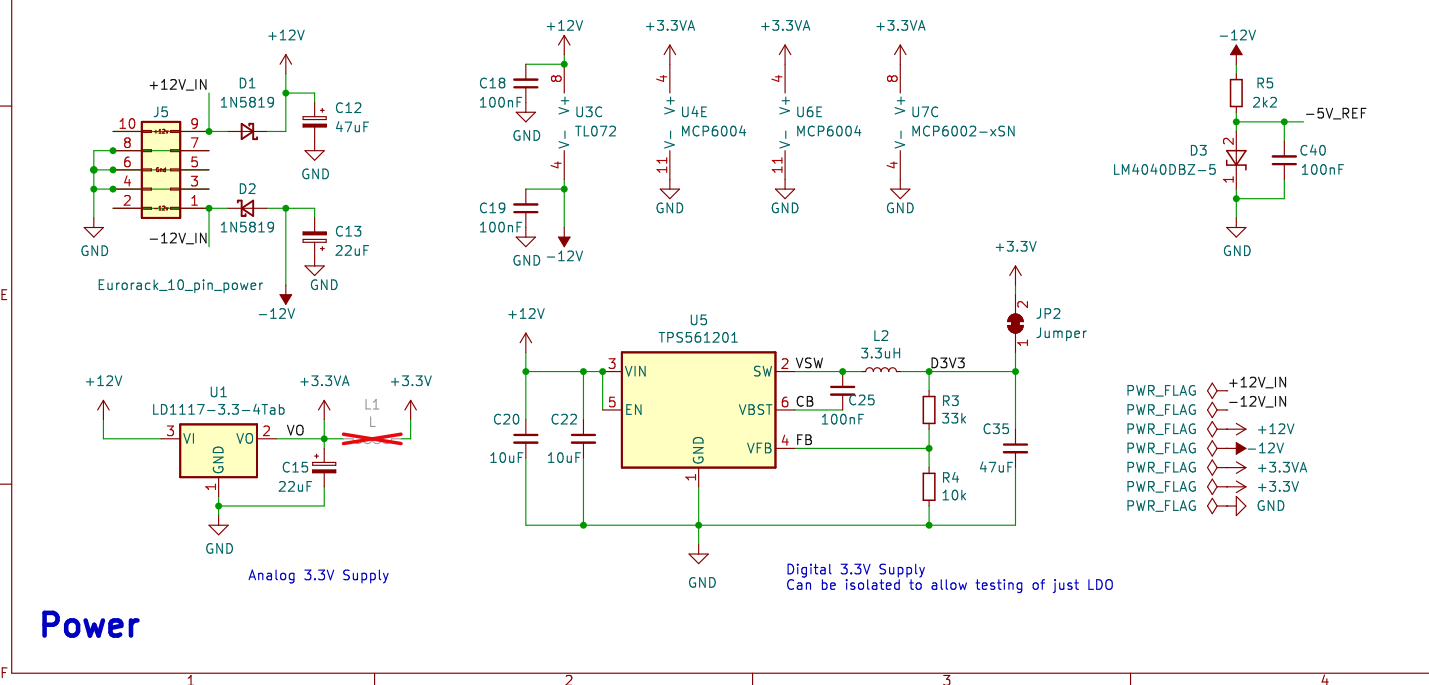 +12V
+12V_IN
D1
1N5819
J5
10
9
8
7
6
5
4
3
2
1
+12v
Gnd
-12v
C12
47uF
GND
D2
1N5819
-12V_IN
C13
22uF
GND
GND
Eurorack_10_pin_power
-12V
+12V
C18
100nF
GND
8
V+
U3C
TL072
V-
4
C19
100nF
GND
-12V
+3.3VA
4
V+
U4E
MCP6004
V-
11
GND
+3.3VA
4
V+
U6E
MCP6004
V-
11
GND
+3.3VA
8
V+
U7C
MCP6002-xSN
V-
4
GND
-12V
R5
2k2
-5V_REF
D3
LM4040DBZ-5
2
1
C40
100nF
GND
+12V
U1
LD1117-3.3-4Tab
3
VI
VO
2
VO
GND
1
GND
+3.3VA
L1
L
+3.3V
C15
22uF
Analog 3.3V Supply
+12V
C20
10uF
C22
10uF
U5
TPS561201
3
VIN
5
EN
SW
2
VSW
VBST
6
CB
VFB
4
FB
GND
1
GND
L2
3.3uH
C25
100nF
D3V3
R3
33k
R4
10k
C35
47uF
+3.3V
2
JP2
Jumper
1
Digital 3.3V Supply
Can be isolated to allow testing of just LDO
PWR_FLAG +12V_IN
PWR_FLAG -12V_IN
PWR_FLAG +12V
PWR_FLAG -12V
PWR_FLAG +3.3VA
PWR_FLAG +3.3V
PWR_FLAG GND
Power
E
F
1
2
3
4